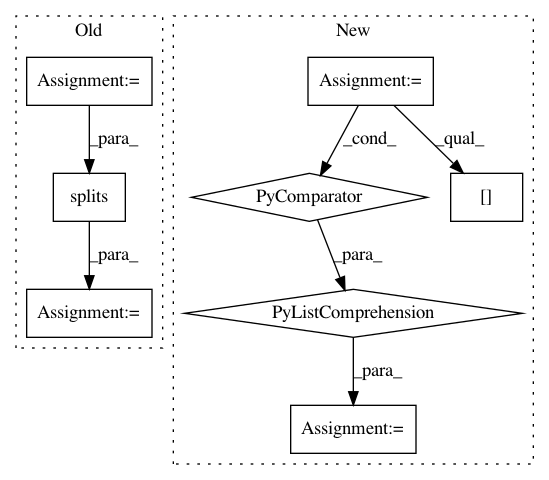 Old
New
Assignment:=
Assignment:=
_para_
_cond_
_qual_
splits
PyComparator
[]
_para_
_para_
Assignment:=
PyListComprehension
_para_
Assignment:=